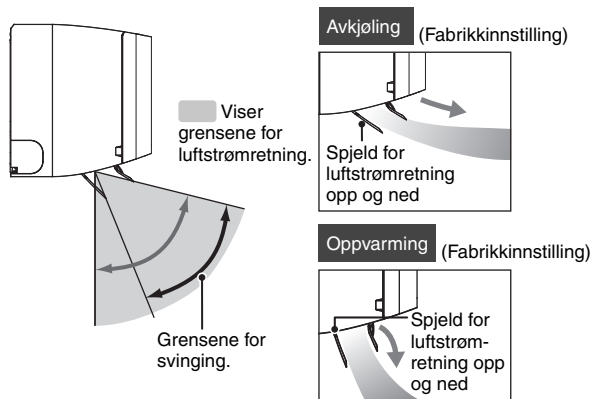 Viser
grensene for
luftstrømretning.
Grensene for
svinging.
Avkjøling (Fabrikkinnstilling)
Spjeld for
luftstrømretning
opp og ned
Oppvarming (Fabrikkinnstilling)
Spjeld for
luftstrøm-
retning opp
og ned